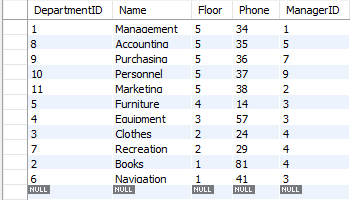 DepartmentID Name Floor Phone ManagerID
1 Management 5 34 1
8 Accounting 5 35 5
9 Purchasing 5 36 7
10 Personnel 5 37 9
11 Marketing 5 38 2
5 Furniture 4 14 3
4 Equipment 3 57 3
3 Clothes 2 24 4
7 Recreation 2 29 4
2 Books 1 81 4
6 Navigation 1 41 3
NULL NULL NULL NULL NULL